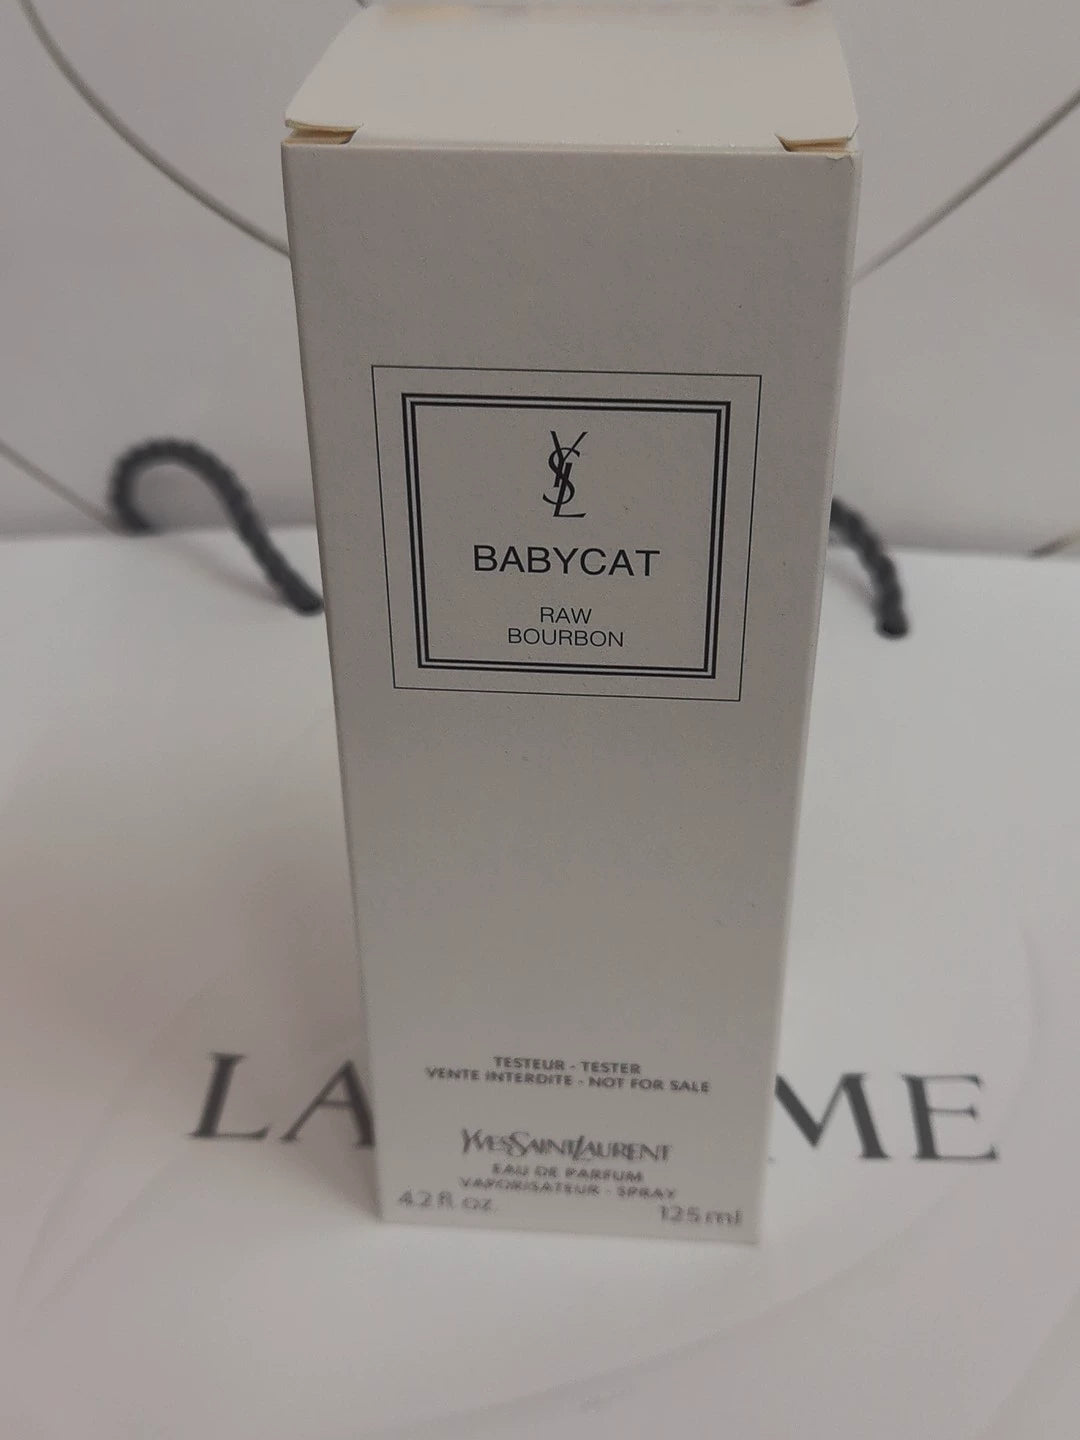 YSL
BABYCAT
RAW
BOURBON
TESTEUR - TESTER
VENTE INTERDITE - NOT FOR SALE
YVESSAINTLAURENT
EAU DE PARFUM
VAPORISATEUR - SPRAY
4.2 fl. oz. 125 ml
LA ME